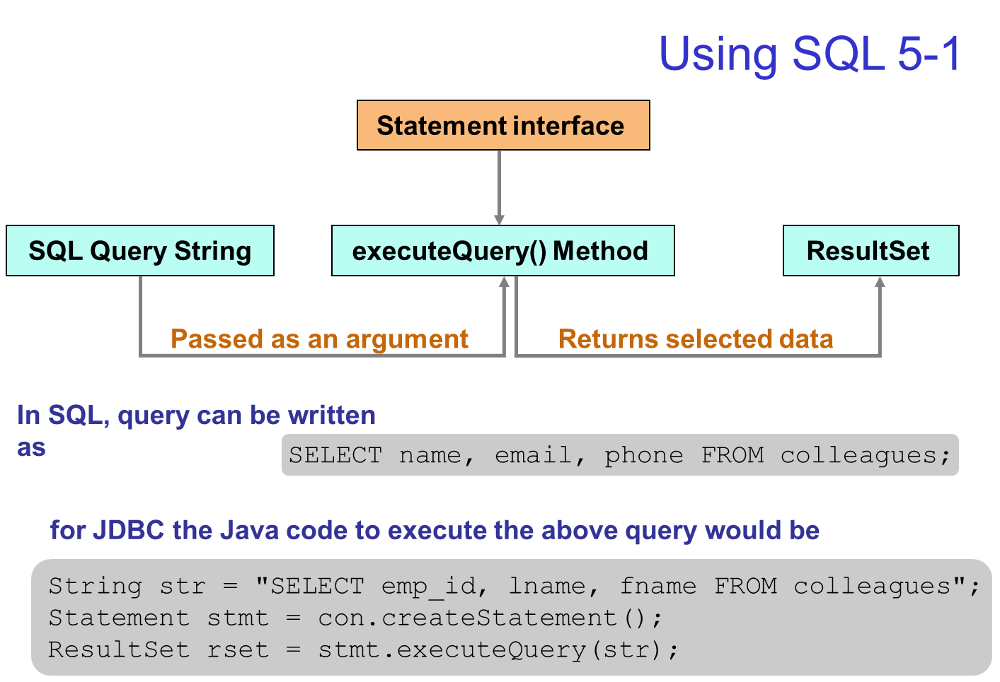 Using SQL 5-1
Statement interface
SQL Query String
executeQuery() Method
ResultSet
Passed as an argument
Returns selected data
In SQL, query can be written
as
SELECT name, email, phone FROM colleagues;
for JDBC the Java code to execute the above query would be
String str = "SELECT emp_id, lname, fname FROM colleagues";
Statement stmt = con.createStatement();
ResultSet rset = stmt.executeQuery(str);